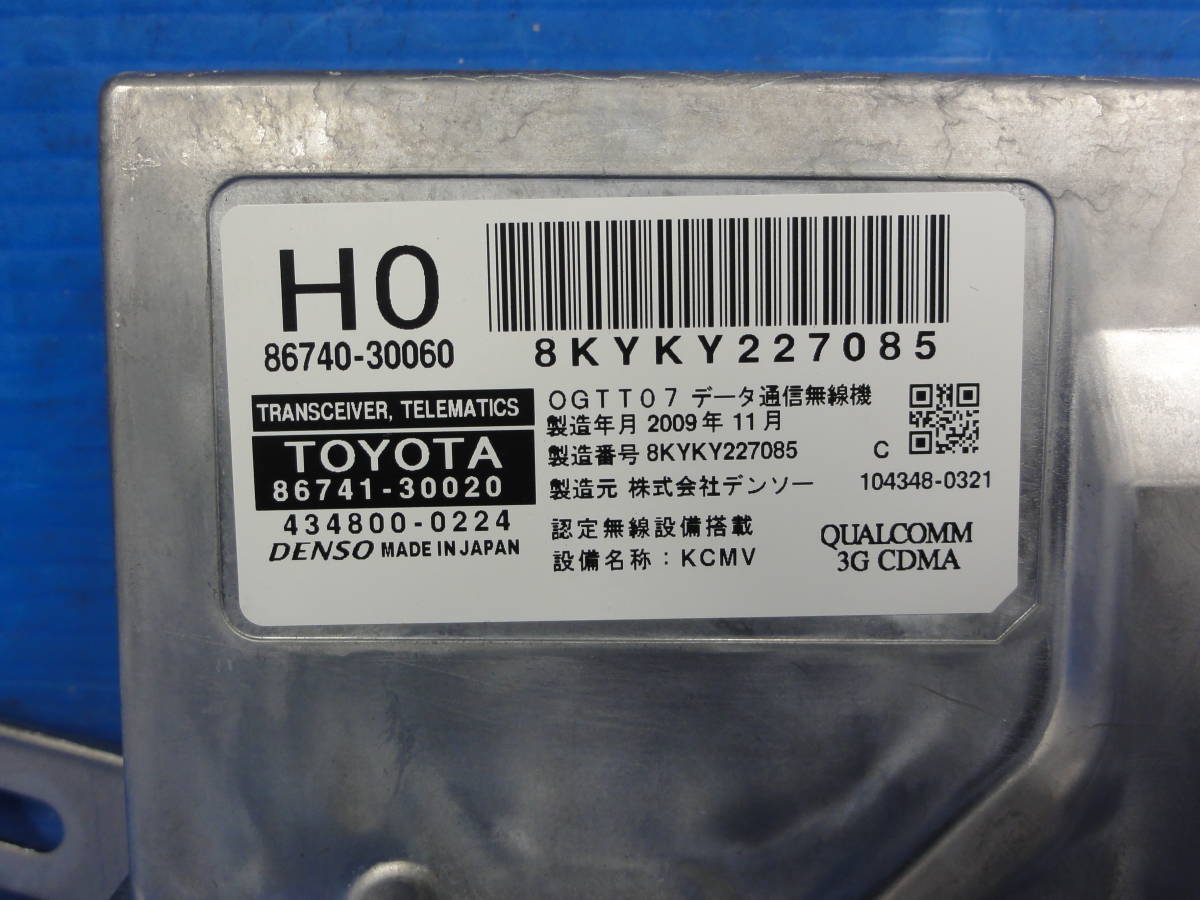 H0
86740-30060
8KYKY227085
TRANSCEIVER, TELEMATICS
TOYOTA
86741-30020
434800-0224
DENSO MADE IN JAPAN
OGTT07 データ通信無線機
製造年月 2009年 11月
製造番号 8KYKY227085
製造元 株式会社デンソー
認定無線設備搭載
設備名称：KCMV
C
104348-0321
QUALCOMM
3G CDMA